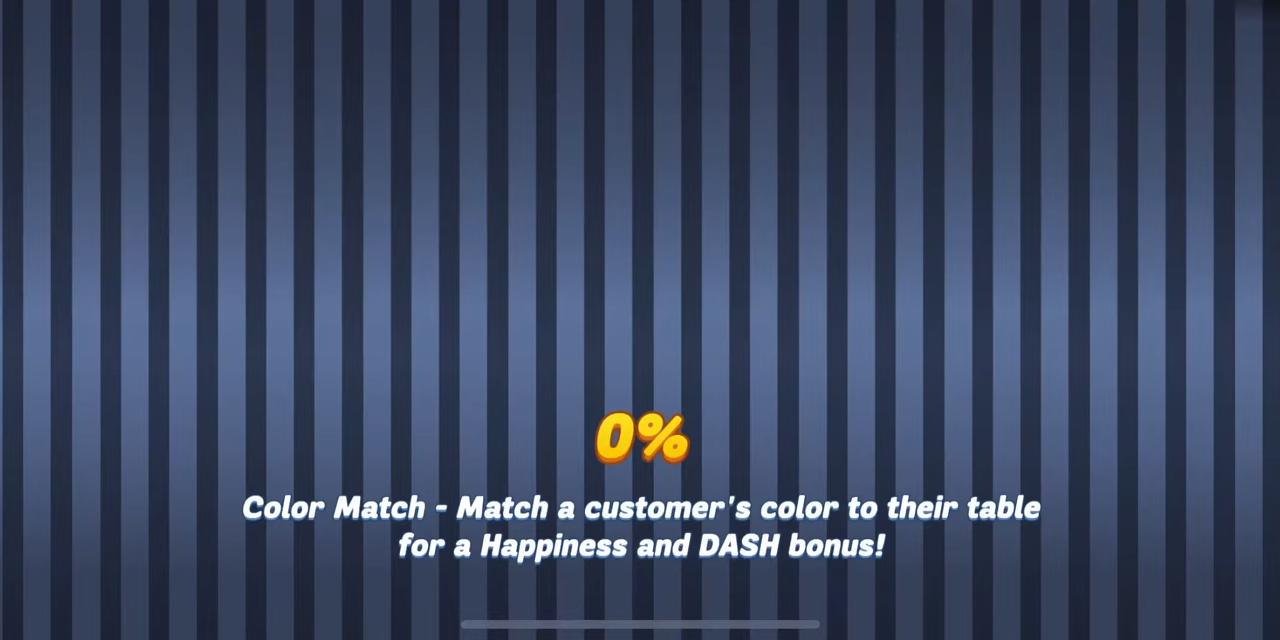 0%
Color Match - Match a customer's color to their table
for a Happiness and DASH bonus!